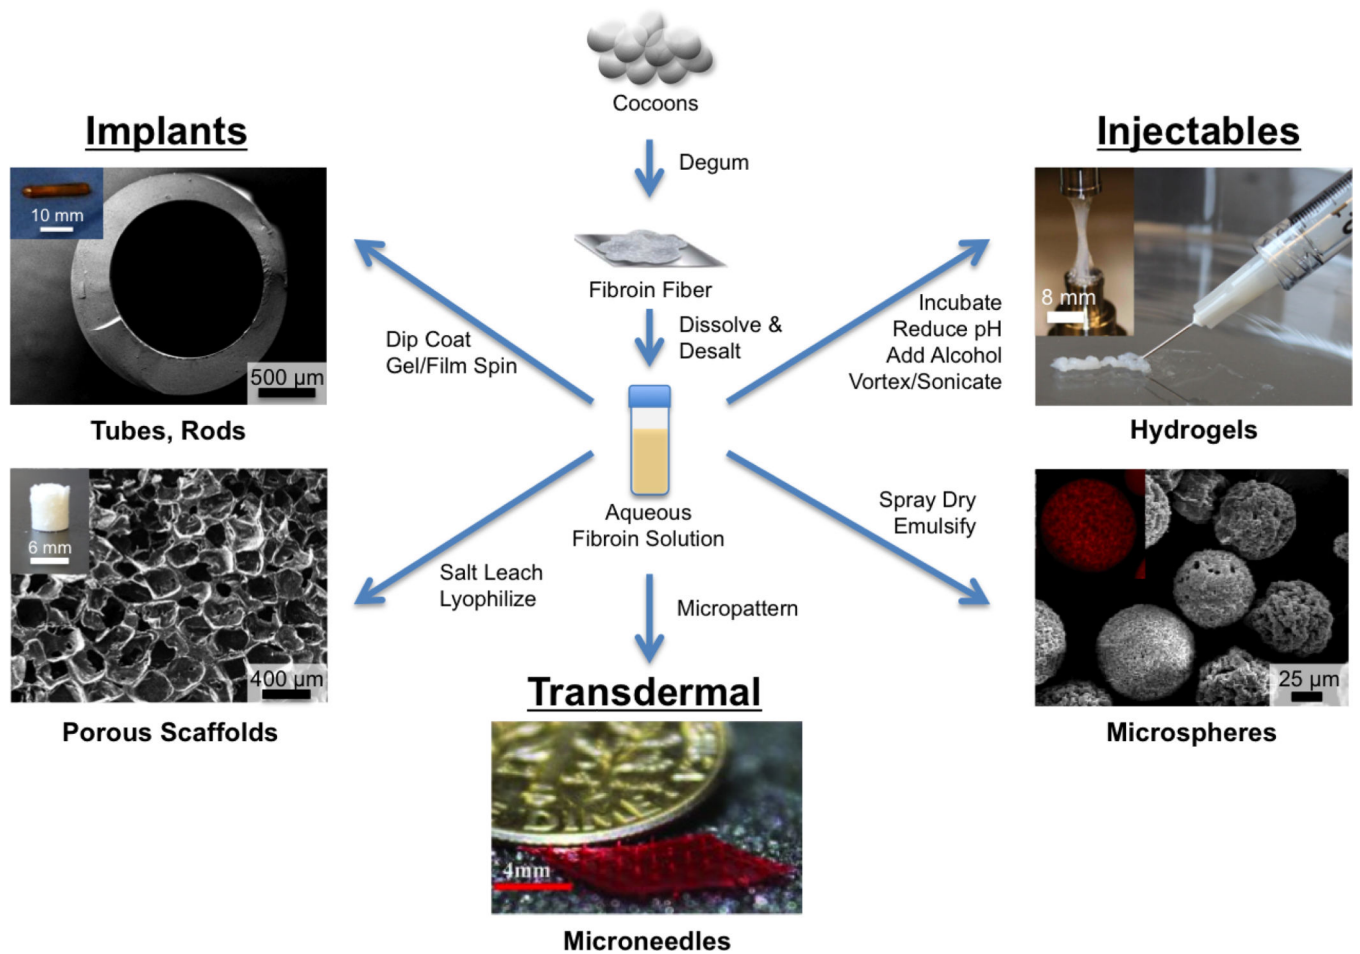 Cocoons
Degum
Fibroin Fiber
Dissolve &
Desalt
Aqueous
Fibroin Solution
Implants
10 mm
500 µm
Tubes, Rods
Dip Coat
Gel/Film Spin
6 mm
400 µm
Porous Scaffolds
Salt Leach
Lyophilize
Injectables
8 mm
Hydrogels
Incubate
Reduce pH
Add Alcohol
Vortex/Sonicate
25 µm
Microspheres
Spray Dry
Emulsify
Micropattern
Transdermal
DIME
4mm
Microneedles